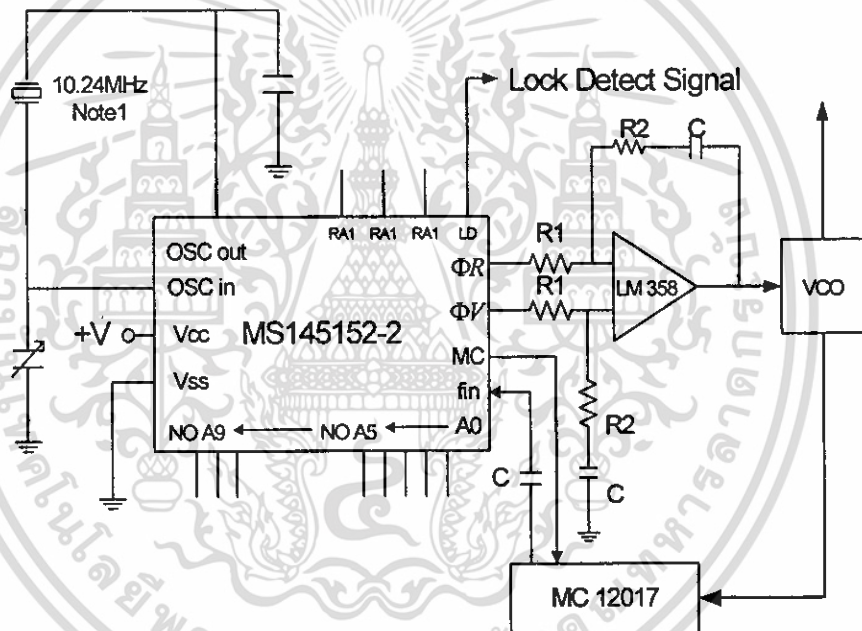 10.24MHz
Note1
Lock Detect Signal
R2 C
RA1 RA1 RA1 LD
OSC out
OSC in
+V
Vcc
Vss
MS145152-2
ΦR
ΦV
MC
fin
NO A9
NO A5
A0
R1
R1
LM 358
VCO
R2
C
C
MC 12017